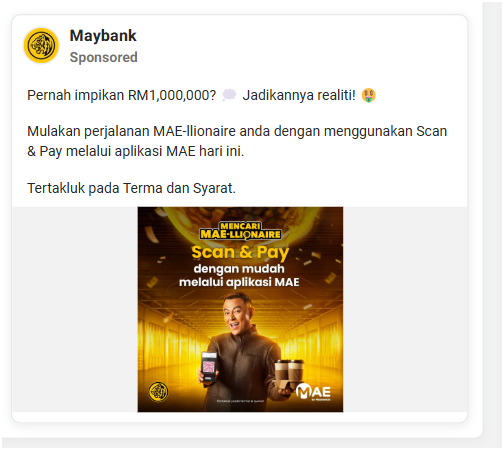 Maybank
Sponsored
Pernah impikan RM1,000,000? 💭 Jadikannya realiti! 🤑
Mulakan perjalanan MAE-llionaire anda dengan menggunakan Scan
& Pay melalui aplikasi MAE hari ini.
Tertakluk pada Terma dan Syarat.
MENCARI
MAE-LLIONAIRE
Scan & Pay
dengan mudah
melalui aplikasi MAE
MAE